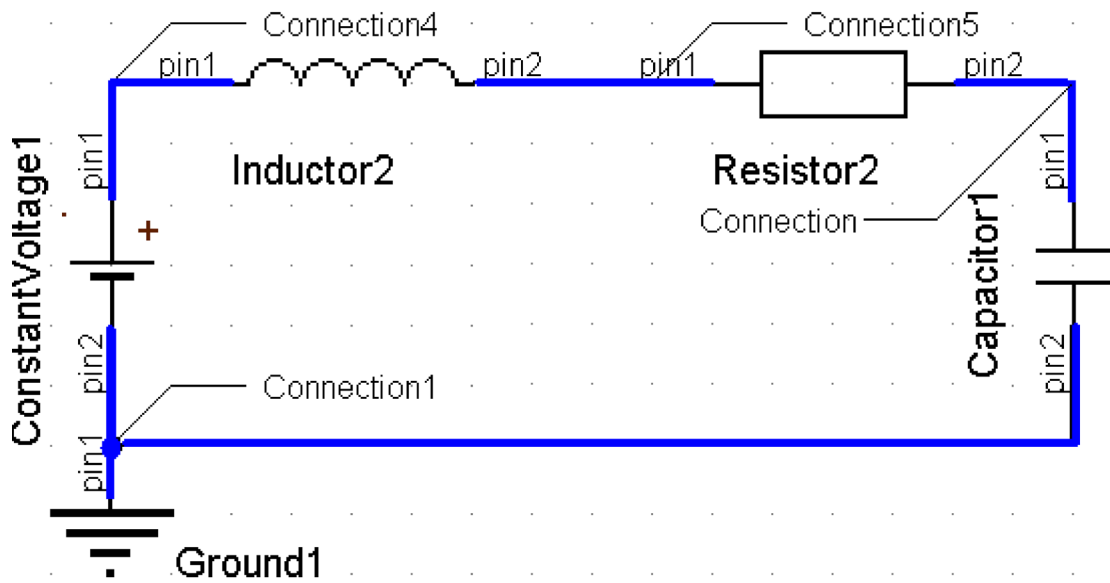 Connection4
Connection5
pin1
pin2
pin1
pin2
pin1
pin1
Inductor2
Resistor2
ConstantVoltage1
+
Connection
Capacitor1
pin2
pin2
Connection1
pin1
Ground1